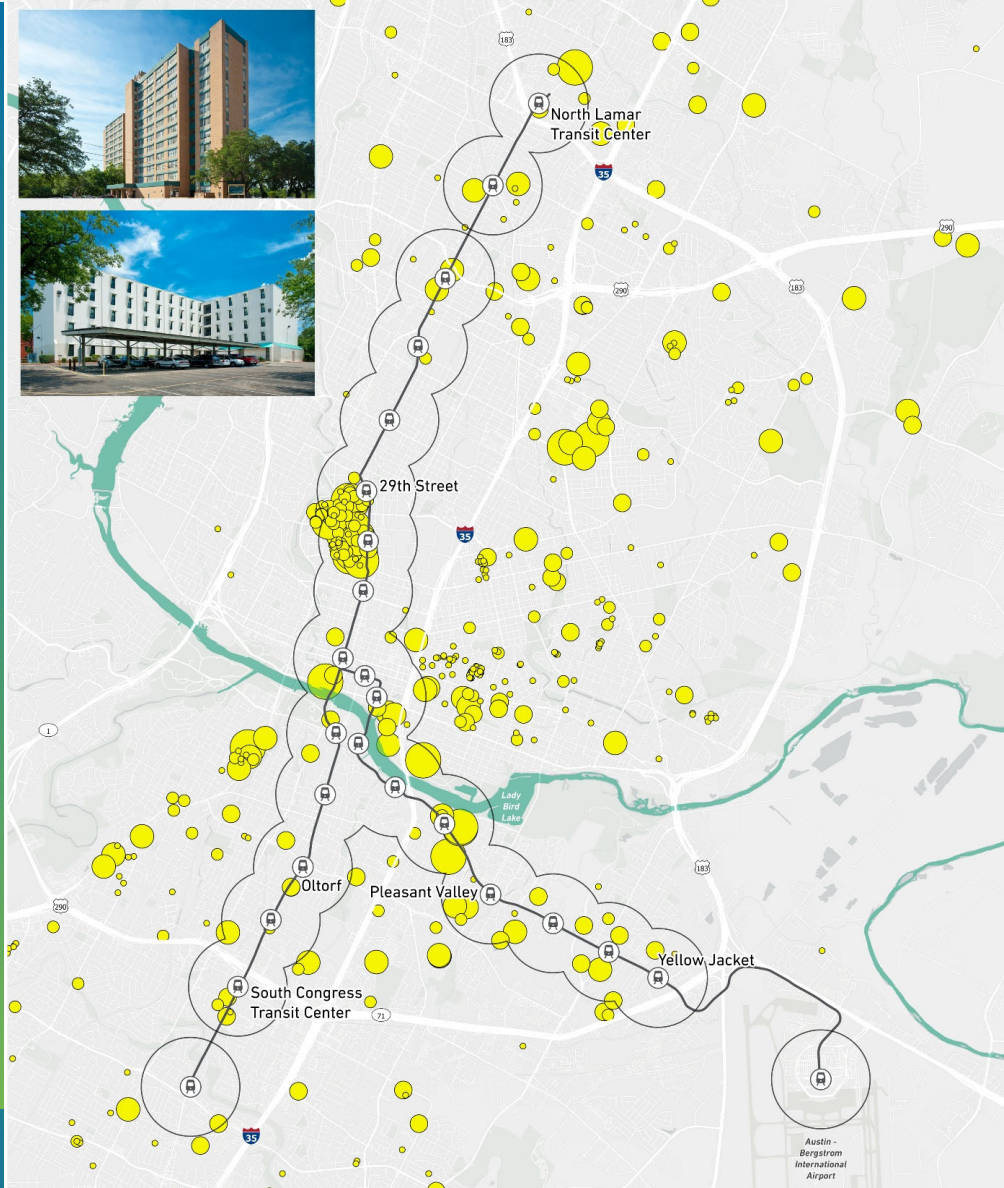 183
North Lamar
Transit Center
35
290
290
183
29th Street
35
1
Lady
Bird
Lake
183
Oltorf
Pleasant Valley
290
Yellow Jacket
South Congress
Transit Center
71
35
Austin -
Bergstrom
International
Airport